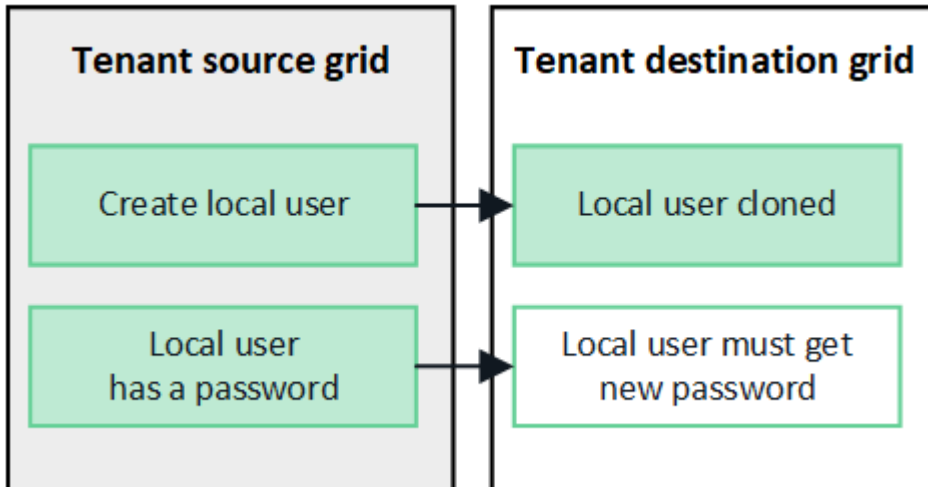 Tenant source grid
Tenant destination grid
Create local user
Local user cloned
Local user
has a password
Local user must get
new password